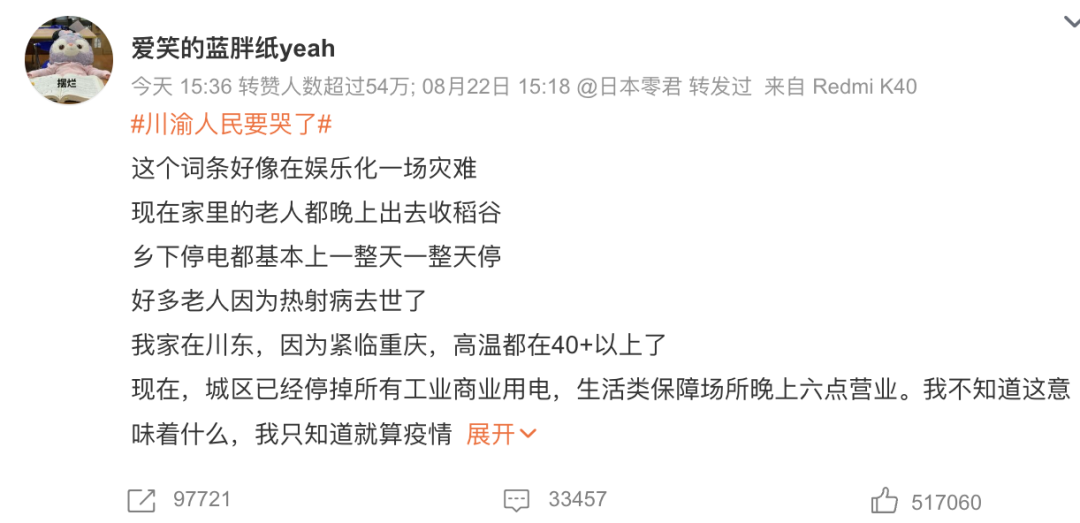 爱笑的蓝胖纸yeah
今天 15:36 转赞人数超过54万; 08月22日 15:18 @日本零君 转发过 来自 Redmi K40
#川渝人民要哭了#
这个词条好像在娱乐化一场灾难
现在家里的老人都晚上出去收稻谷
乡下停电都基本上一整天一整天停
好多老人因为热射病去世了
我家在川东，因为紧临重庆，高温都在40+以上了
现在，城区已经停掉所有工业商业用电，生活类保障场所晚上六点营业。我不知道这意
味着什么，我只知道就算疫情 展开
97721 33457 517060
摆烂